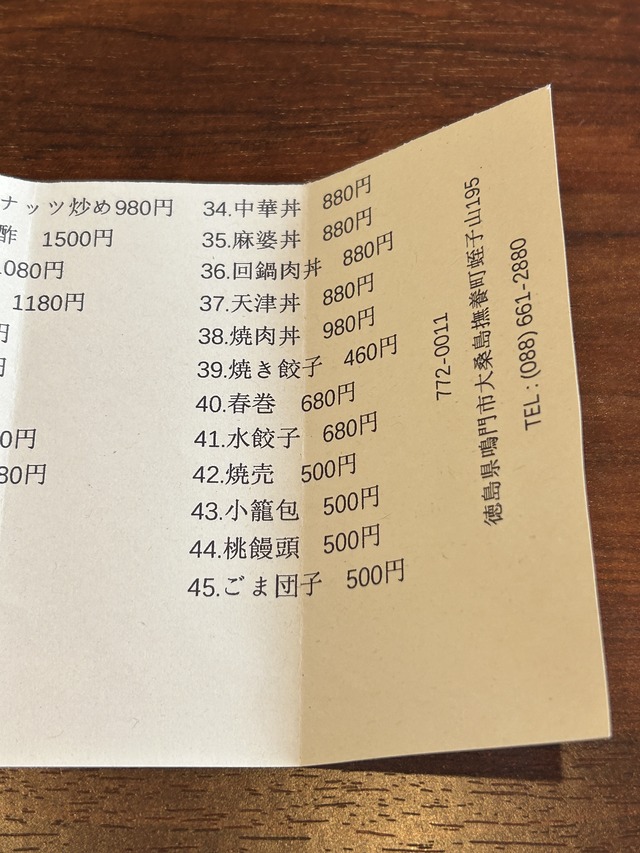 ナッツ炒め980円
酢 1500円
1080円
1180円
円
円
0円
80円
34.中華丼 880円
35.麻婆丼 880円
36.回鍋肉丼 880円
37.天津丼 880円
38.焼肉丼 980円
39.焼き餃子 460円
40.春巻 680円
41.水餃子 680円
42.焼売 500円
43.小籠包 500円
44.桃饅頭 500円
45.ごま団子 500円
772-0011
徳島県鳴門市大桑島撫養町蛭子山195
TEL : (088) 661-2880